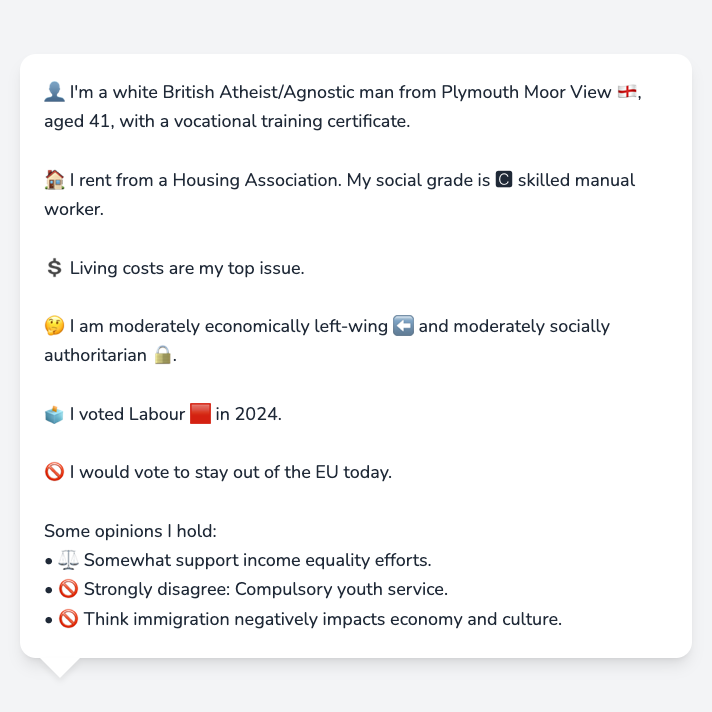 👤 I'm a white British Atheist/Agnostic man from Plymouth Moor View 🏴󠁧󠁢󠁥󠁮󠁧󠁿,
aged 41, with a vocational training certificate.
🏠 I rent from a Housing Association. My social grade is 🅲 skilled manual
worker.
💲 Living costs are my top issue.
🤔 I am moderately economically left-wing ⬅️ and moderately socially
authoritarian 🔒.
🗳️ I voted Labour 🟥 in 2024.
🚫 I would vote to stay out of the EU today.
Some opinions I hold:
• ⚖️ Somewhat support income equality efforts.
• 🚫 Strongly disagree: Compulsory youth service.
• 🚫 Think immigration negatively impacts economy and culture.